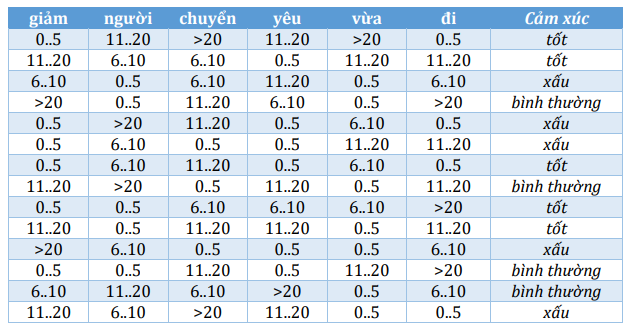 giảm người chuyển yêu vừa đi Cảm xúc
0..5 11..20 >20 11..20 >20 0..5 tốt
11..20 6..10 6..10 0..5 11..20 11..20 tốt
6..10 0..5 6..10 11..20 0..5 6..10 xấu
>20 0..5 11..20 6..10 0..5 >20 bình thường
0..5 >20 11..20 0..5 6..10 0..5 xấu
0..5 6..10 0..5 0..5 11..20 11..20 xấu
0..5 6..10 11..20 0..5 6..10 0..5 tốt
11..20 >20 0..5 11..20 0..5 11..20 bình thường
0..5 0..5 6..10 6..10 6..10 >20 tốt
11..20 0..5 11..20 11..20 0..5 11..20 tốt
>20 6..10 0..5 0..5 0..5 6..10 xấu
0..5 0..5 11..20 0..5 11..20 >20 bình thường
6..10 11..20 6..10 >20 0..5 6..10 bình thường
11..20 6..10 >20 11..20 0..5 0..5 xấu